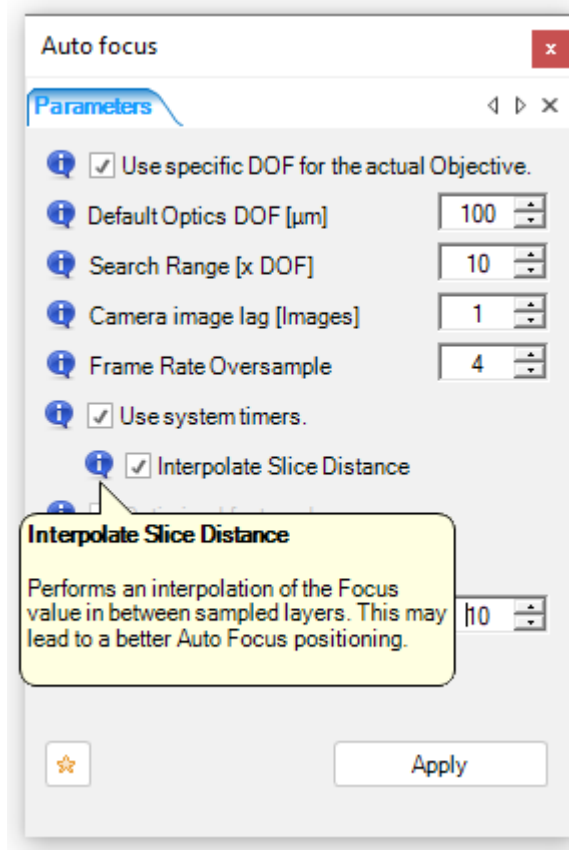 Auto focus
x
Parameters
Use specific DOF for the actual Objective.
Default Optics DOF [µm] 100
Search Range [x DOF] 10
Camera image lag [Images] 1
Frame Rate Oversample 4
Use system timers.
Interpolate Slice Distance
Interpolate Slice Distance
Performs an interpolation of the Focus
value in between sampled layers. This may
lead to a better Auto Focus positioning.
10
Apply